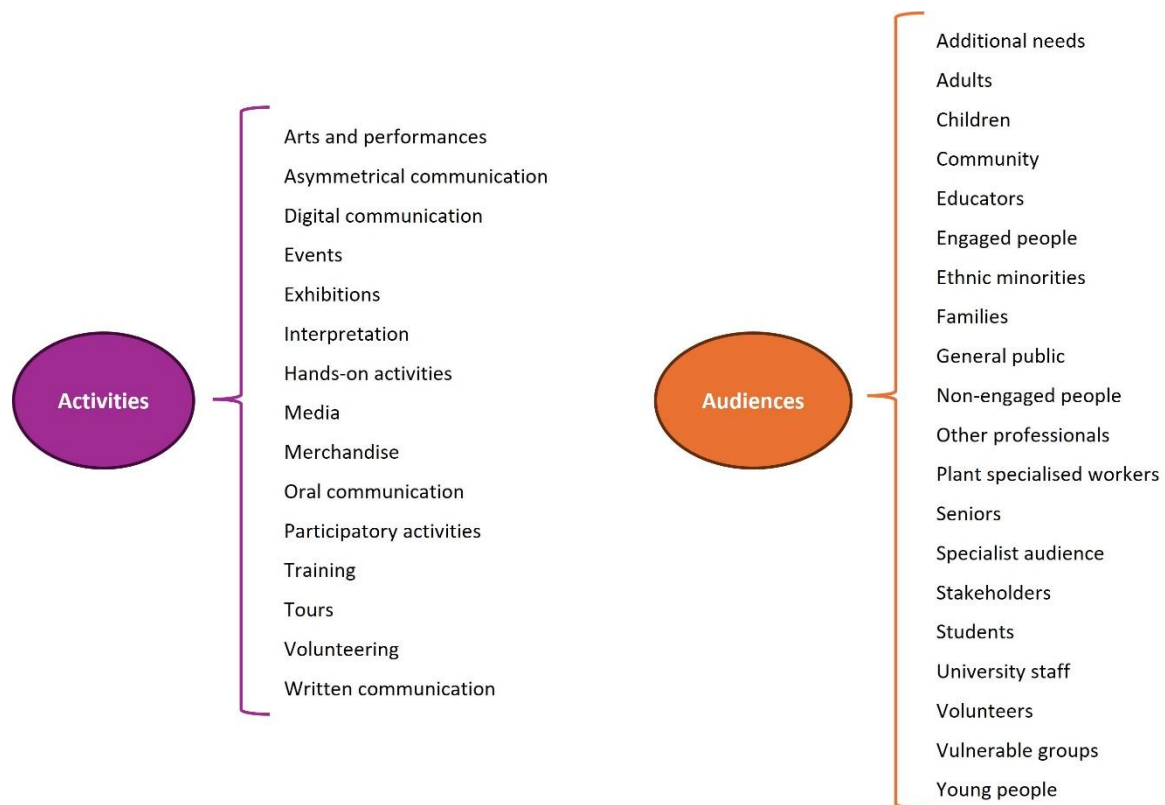 Activities
Arts and performances
Asymmetrical communication
Digital communication
Events
Exhibitions
Interpretation
Hands-on activities
Media
Merchandise
Oral communication
Participatory activities
Training
Tours
Volunteering
Written communication
Audiences
Additional needs
Adults
Children
Community
Educators
Engaged people
Ethnic minorities
Families
General public
Non-engaged people
Other professionals
Plant specialised workers
Seniors
Specialist audience
Stakeholders
Students
University staff
Volunteers
Vulnerable groups
Young people